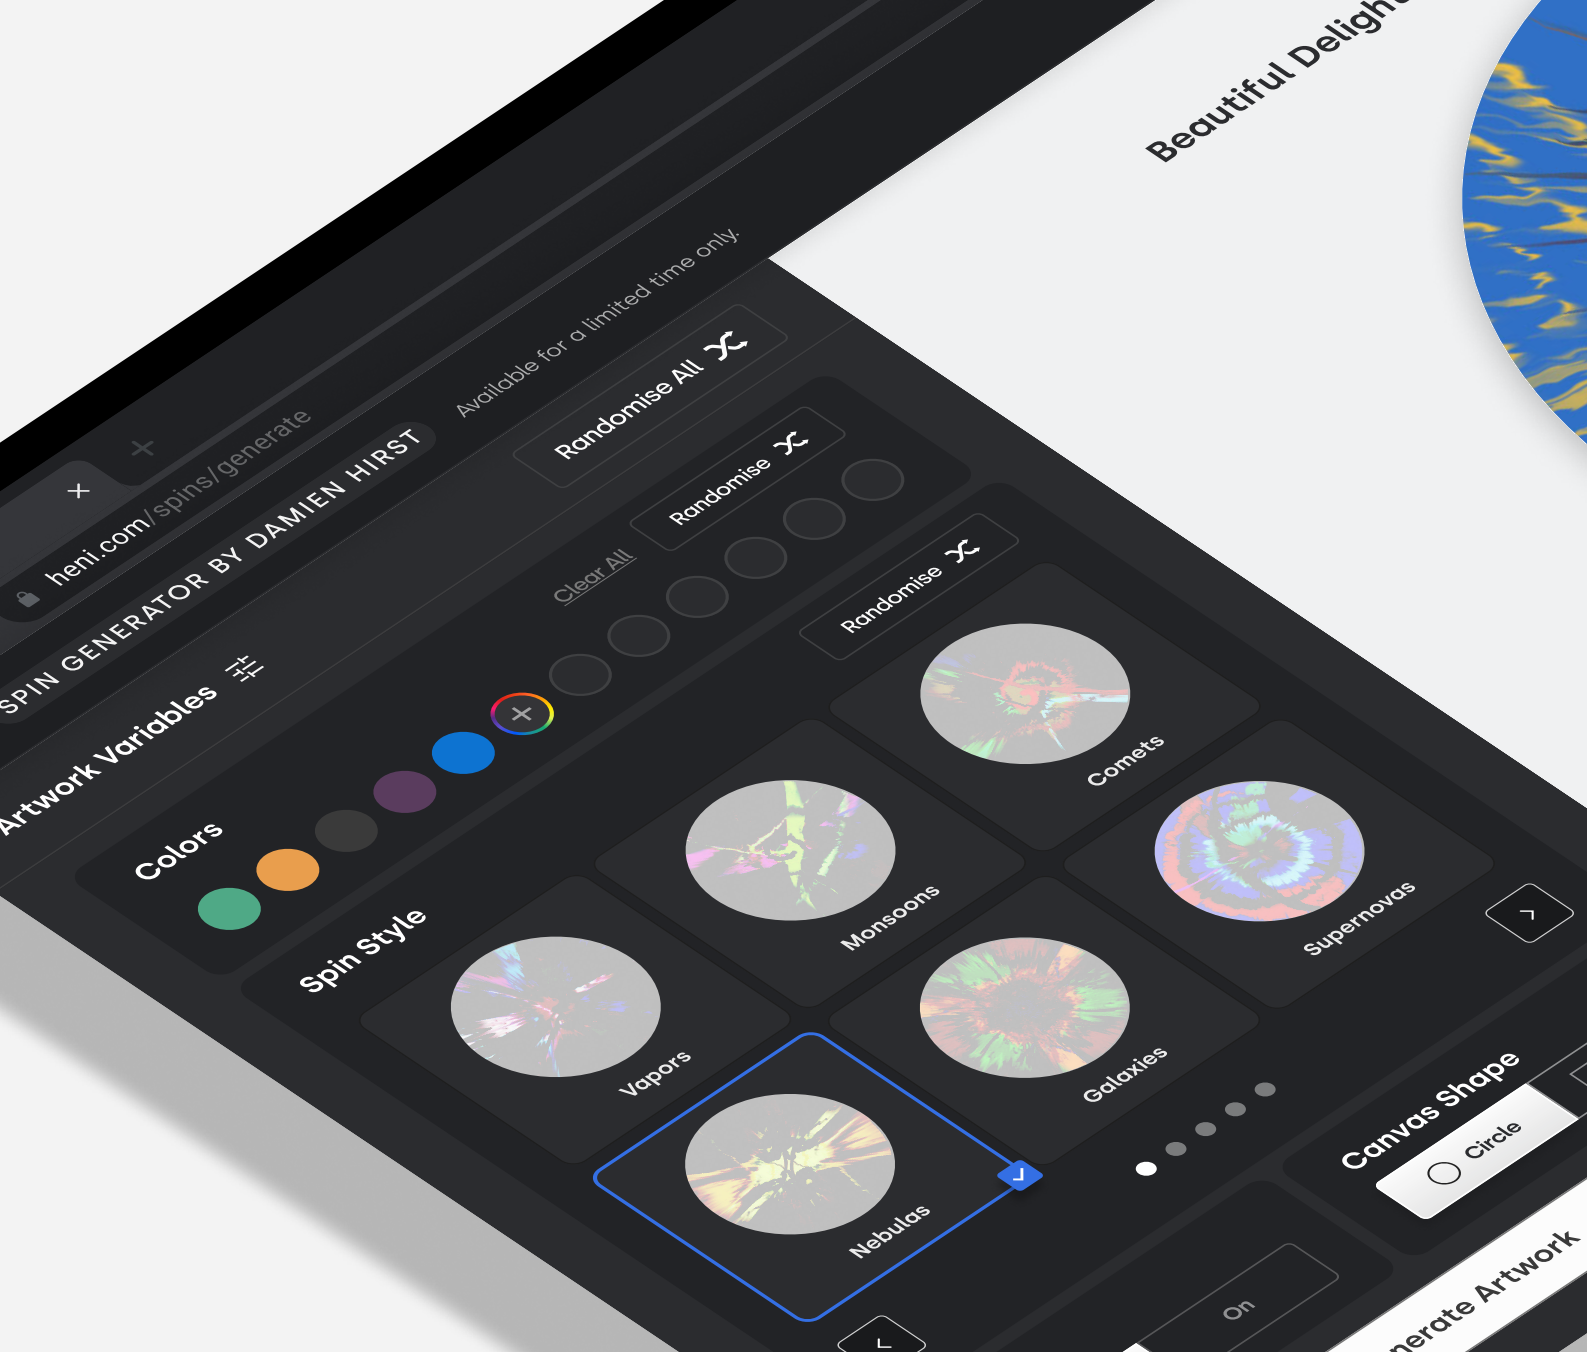 heni.com/spins/generate
SPIN GENERATOR BY DAMIEN HIRST
Available for a limited time only.
Artwork Variables
Randomise All
Beautiful Delight
Colors
Clear All
Randomise
Spin Style
Randomise
Vapors
Monsoons
Comets
Nebulas
Galaxies
Supernovas
On
Canvas Shape
Circle
nerate Artwork